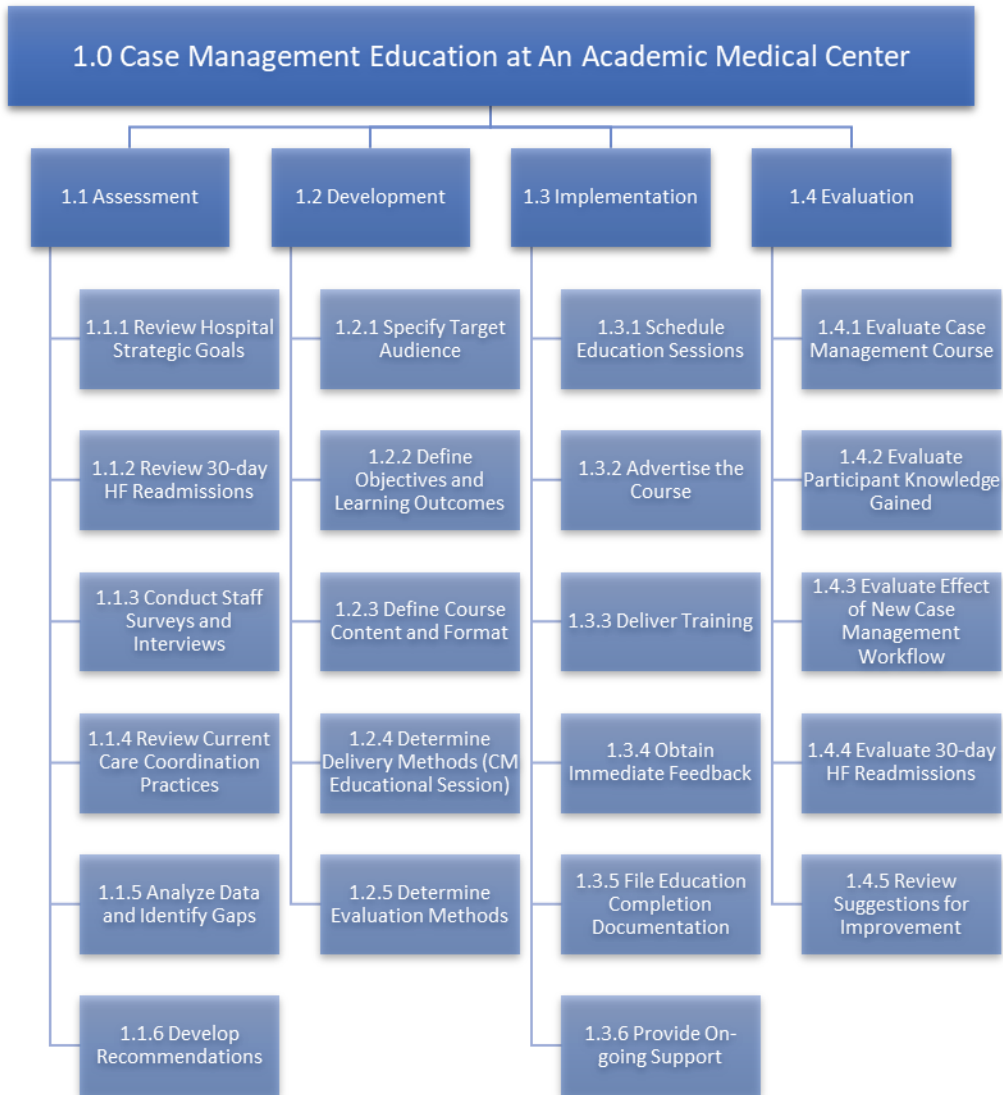 1.0 Case Management Education at An Academic Medical Center
1.1 Assessment
1.1.1 Review Hospital
Strategic Goals
1.1.2 Review 30-day
HF Readmissions
1.1.3 Conduct Staff
Surveys and
Interviews
1.1.4 Review Current
Care Coordination
Practices
1.1.5 Analyze Data
and Identify Gaps
1.1.6 Develop
Recommendations
1.2 Development
1.2.1 Specify Target
Audience
1.2.2 Define
Objectives and
Learning Outcomes
1.2.3 Define Course
Content and Format
1.2.4 Determine
Delivery Methods (CM
Educational Session)
1.2.5 Determine
Evaluation Methods
1.3 Implementation
1.3.1 Schedule
Education Sessions
1.3.2 Advertise the
Course
1.3.3 Deliver Training
1.3.4 Obtain
Immediate Feedback
1.3.5 File Education
Completion
Documentation
1.3.6 Provide On-
going Support
1.4 Evaluation
1.4.1 Evaluate Case
Management Course
1.4.2 Evaluate
Participant Knowledge
Gained
1.4.3 Evaluate Effect
of New Case
Management
Workflow
1.4.4 Evaluate 30-day
HF Readmissions
1.4.5 Review
Suggestions for
Improvement